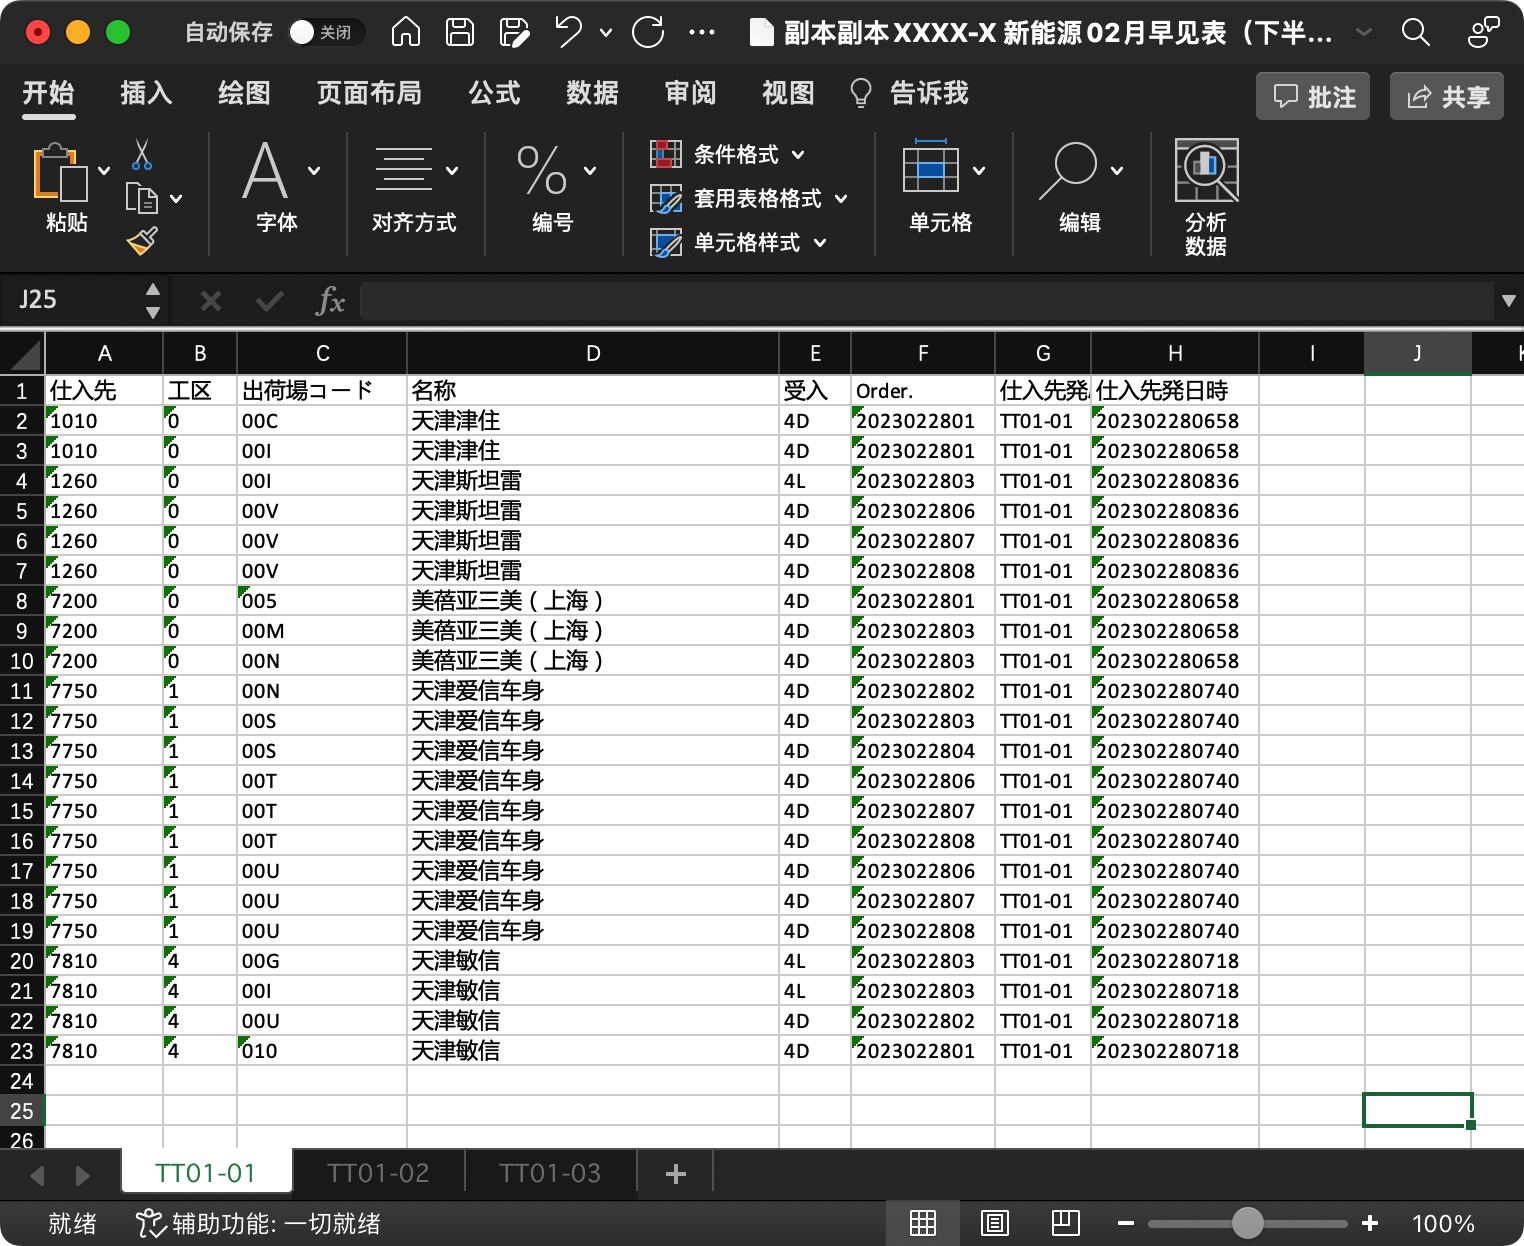 自动保存 关闭 副本副本XXXX-X 新能源02月早见表（下半...
开始 插入 绘图 页面布局 公式 数据 审阅 视图 告诉我 批注 共享
粘贴 字体 对齐方式 % 编号 条件格式 套用表格格式 单元格样式 单元格 编辑 分析数据
J25 fx
A B C D E F G H I J K
1 仕入先 工区 出荷場コード 名称 受入 Order. 仕入先発 仕入先発日時
2 1010 0 00C 天津津住 4D 2023022801 TT01-01 202302280658
3 1010 0 00I 天津津住 4D 2023022801 TT01-01 202302280658
4 1260 0 00I 天津斯坦雷 4L 2023022803 TT01-01 202302280836
5 1260 0 00V 天津斯坦雷 4D 2023022806 TT01-01 202302280836
6 1260 0 00V 天津斯坦雷 4D 2023022807 TT01-01 202302280836
7 1260 0 00V 天津斯坦雷 4D 2023022808 TT01-01 202302280836
8 7200 0 005 美蓓亚三美（上海） 4D 2023022801 TT01-01 202302280658
9 7200 0 00M 美蓓亚三美（上海） 4D 2023022803 TT01-01 202302280658
10 7200 0 00N 美蓓亚三美（上海） 4D 2023022803 TT01-01 202302280658
11 7750 1 00N 天津爱信车身 4D 2023022802 TT01-01 202302280740
12 7750 1 00S 天津爱信车身 4D 2023022803 TT01-01 202302280740
13 7750 1 00S 天津爱信车身 4D 2023022804 TT01-01 202302280740
14 7750 1 00T 天津爱信车身 4D 2023022806 TT01-01 202302280740
15 7750 1 00T 天津爱信车身 4D 2023022807 TT01-01 202302280740
16 7750 1 00T 天津爱信车身 4D 2023022808 TT01-01 202302280740
17 7750 1 00U 天津爱信车身 4D 2023022806 TT01-01 202302280740
18 7750 1 00U 天津爱信车身 4D 2023022807 TT01-01 202302280740
19 7750 1 00U 天津爱信车身 4D 2023022808 TT01-01 202302280740
20 7810 4 00G 天津敏信 4L 2023022803 TT01-01 202302280718
21 7810 4 00I 天津敏信 4L 2023022803 TT01-01 202302280718
22 7810 4 00U 天津敏信 4D 2023022802 TT01-01 202302280718
23 7810 4 010 天津敏信 4D 2023022801 TT01-01 202302280718
24
25
26
TT01-01 TT01-02 TT01-03
就绪 辅助功能: 一切就绪 100%